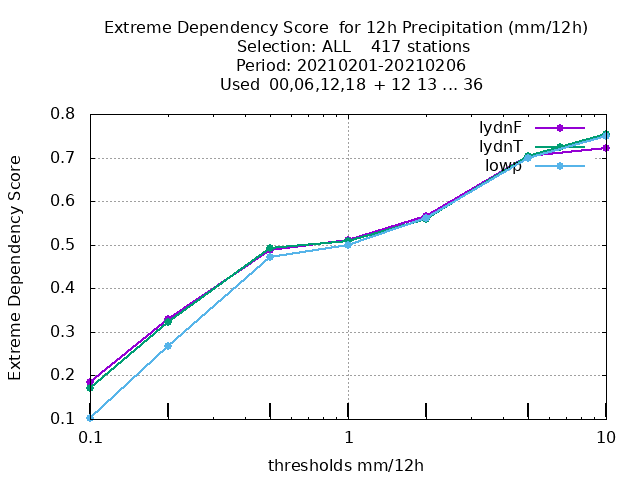 Extreme Dependency Score  for 12h Precipitation (mm/12h)
Selection: ALL    417 stations
Period: 20210201-20210206
Used  00,06,12,18  + 12 13 ... 36
0.8
0.7
0.6
0.5
0.4
0.3
0.2
0.1
Extreme Dependency Score
lydnF
lydnT
lowp
0.1
1
10
thresholds mm/12h